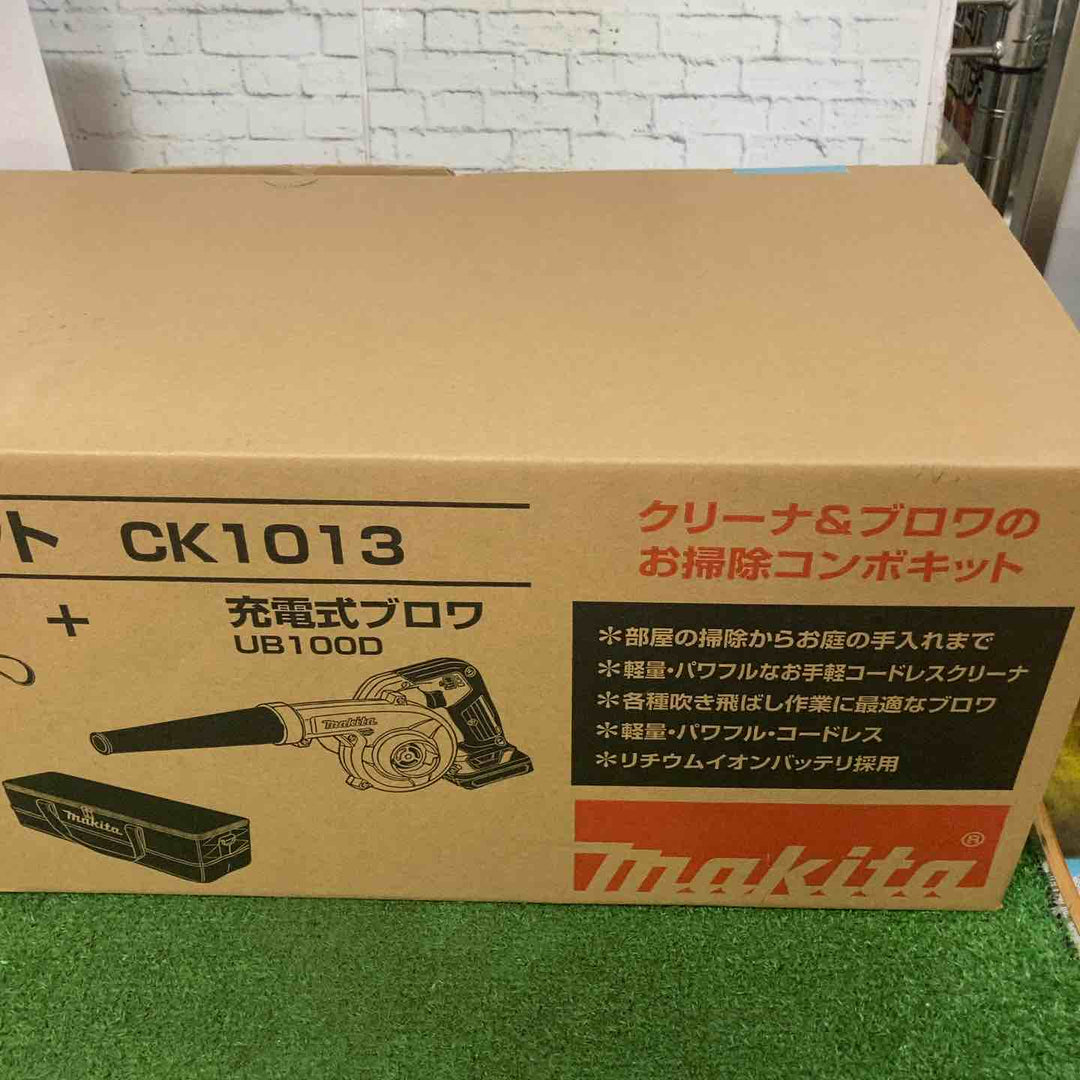 ット CK1013
+
充電式ブロワ
UB100D
makita
makita
クリーナ&ブロワの
お掃除コンボキット
*部屋の掃除からお庭の手入れまで
*軽量・パワフルなお手軽コードレスクリーナ
*各種吹き飛ばし作業に最適なブロワ
*軽量・パワフル・コードレス
*リチウムイオンバッテリ採用
makita®